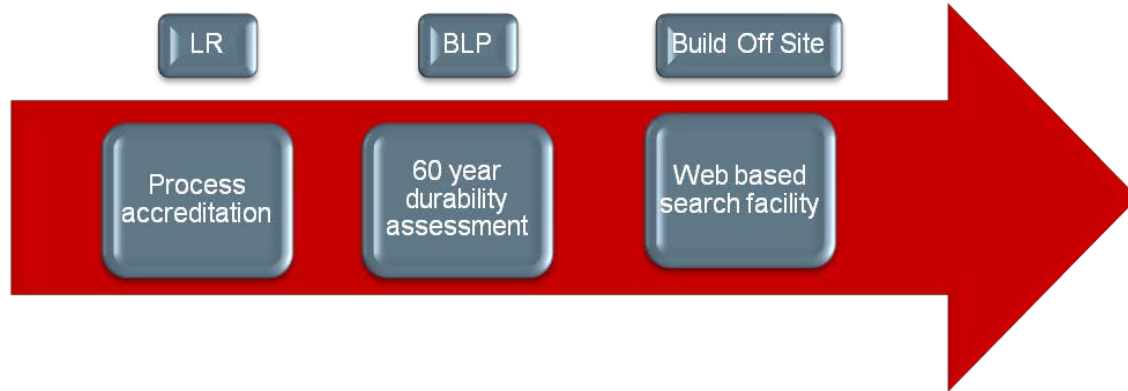 LR
BLP
Build Off Site
Process
accreditation
60 year
durability
assessment
Web based
search facility